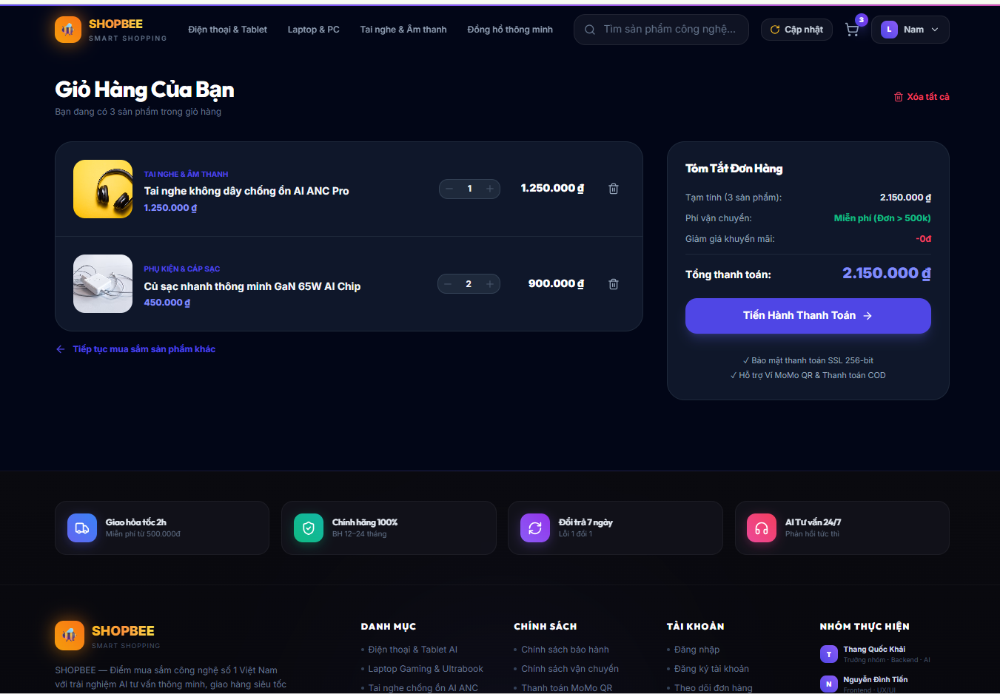 SHOPBEE
SMART SHOPPING
Điện thoại & Tablet
Laptop & PC
Tai nghe & Âm thanh
Đồng hồ thông minh
Tìm sản phẩm công nghệ...
Cập nhật
3
L
Nam
Giỏ Hàng Của Bạn
Bạn đang có 3 sản phẩm trong giỏ hàng
Xóa tất cả
TAI NGHE & ÂM THANH
Tai nghe không dây chống ồn AI ANC Pro
1.250.000 ₫
1
1.250.000 ₫
PHỤ KIỆN & CÁP SẠC
Củ sạc nhanh thông minh GaN 65W AI Chip
450.000 ₫
2
900.000 ₫
Tiếp tục mua sắm sản phẩm khác
Tóm Tắt Đơn Hàng
Tạm tính (3 sản phẩm):
2.150.000 ₫
Phí vận chuyển:
Miễn phí (Đơn > 500k)
Giảm giá khuyến mãi:
-0đ
Tổng thanh toán:
2.150.000 ₫
Tiến Hành Thanh Toán →
✓ Bảo mật thanh toán SSL 256-bit
✓ Hỗ trợ Ví MoMo QR & Thanh toán COD
Giao hỏa tốc 2h
Miễn phí từ 500.000đ
Chính hãng 100%
BH 12–24 tháng
Đổi trả 7 ngày
Lỗi 1 đổi 1
AI Tư vấn 24/7
Phản hồi tức thì
SHOPBEE
SMART SHOPPING
SHOPBEE — Điểm mua sắm công nghệ số 1 Việt Nam
với trải nghiệm AI tư vấn thông minh, giao hàng siêu tốc
DANH MỤC
Điện thoại & Tablet AI
Laptop Gaming & Ultrabook
Tai nghe chống ồn AI ANC
CHÍNH SÁCH
Chính sách bảo hành
Chính sách vận chuyển
Thanh toán MoMo QR
TÀI KHOẢN
Đăng nhập
Đăng ký tài khoản
Theo dõi đơn hàng
NHÓM THỰC HIỆN
T
Thang Quốc Khải
Trưởng nhóm · Backend · AI
N
Nguyễn Đình Tiến
Frontend · UX/UI